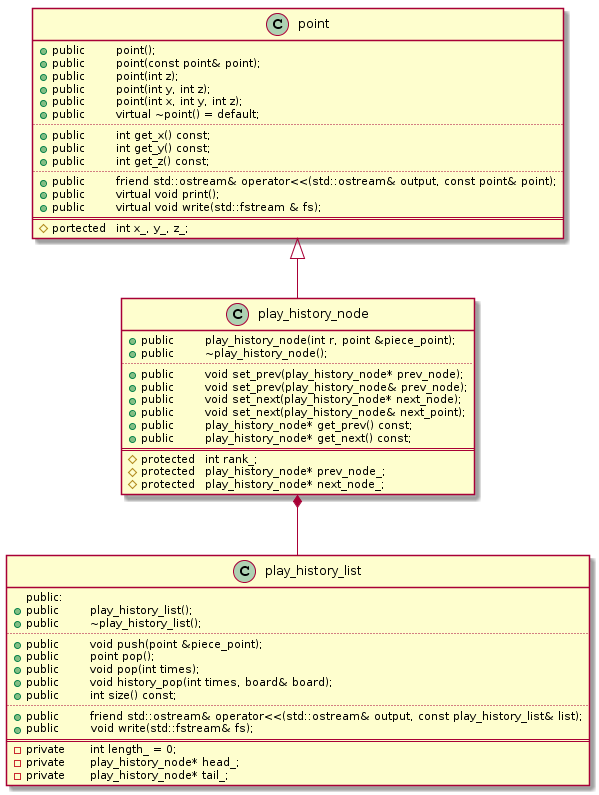 C point
public point();
public point(const point& point);
public point(int z);
public point(int y, int z);
public point(int x, int y, int z);
public virtual ~point() = default;
public int get_x() const;
public int get_y() const;
public int get_z() const;
public friend std::ostream& operator<<(std::ostream& output, const point& point);
public virtual void print();
public virtual void write(std::fstream & fs);
portected int x_, y_, z_;
C play_history_node
public play_history_node(int r, point &piece_point);
public ~play_history_node();
public void set_prev(play_history_node* prev_node);
public void set_prev(play_history_node& prev_node);
public void set_next(play_history_node* next_node);
public void set_next(play_history_node& next_point);
public play_history_node* get_prev() const;
public play_history_node* get_next() const;
protected int rank_;
protected play_history_node* prev_node_;
protected play_history_node* next_node_;
C play_history_list
public:
public play_history_list();
public ~play_history_list();
public void push(point &piece_point);
public point pop();
public void pop(int times);
public void history_pop(int times, board& board);
public int size() const;
public friend std::ostream& operator<<(std::ostream& output, const play_history_list& list);
public void write(std::fstream& fs);
private int length_ = 0;
private play_history_node* head_;
private play_history_node* tail_;